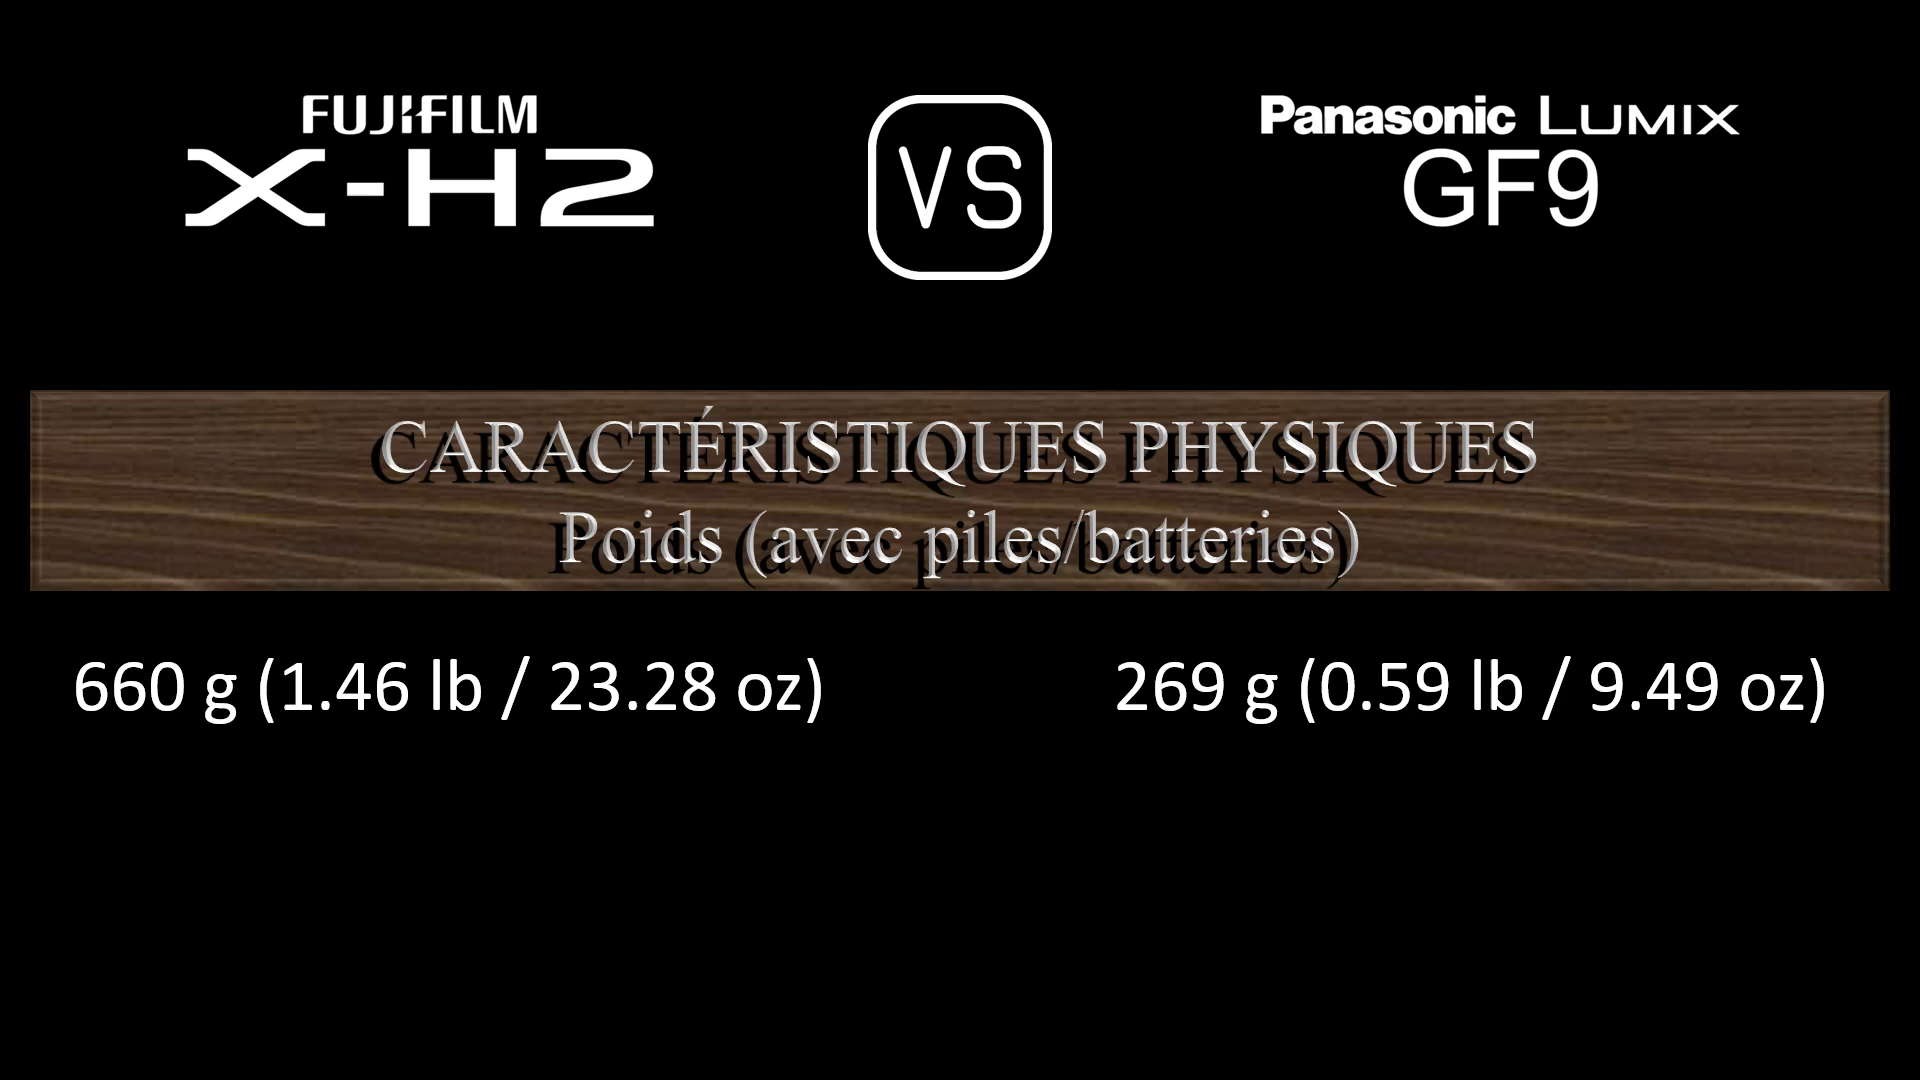 FUJIFILM
X-H2
VS
Panasonic LUMIX
GF9
CARACTÉRISTIQUES PHYSIQUES
Poids (avec piles/batteries)
660 g (1.46 lb / 23.28 oz)
269 g (0.59 lb / 9.49 oz)